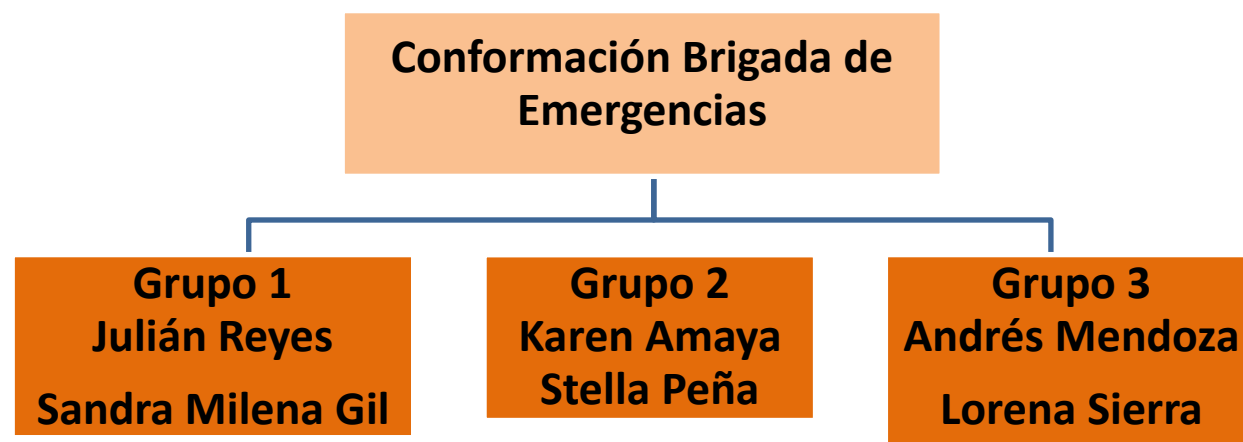 Conformación Brigada de
Emergencias
Grupo 1
Julián Reyes
Sandra Milena Gil
Grupo 2
Karen Amaya
Stella Peña
Grupo 3
Andrés Mendoza
Lorena Sierra